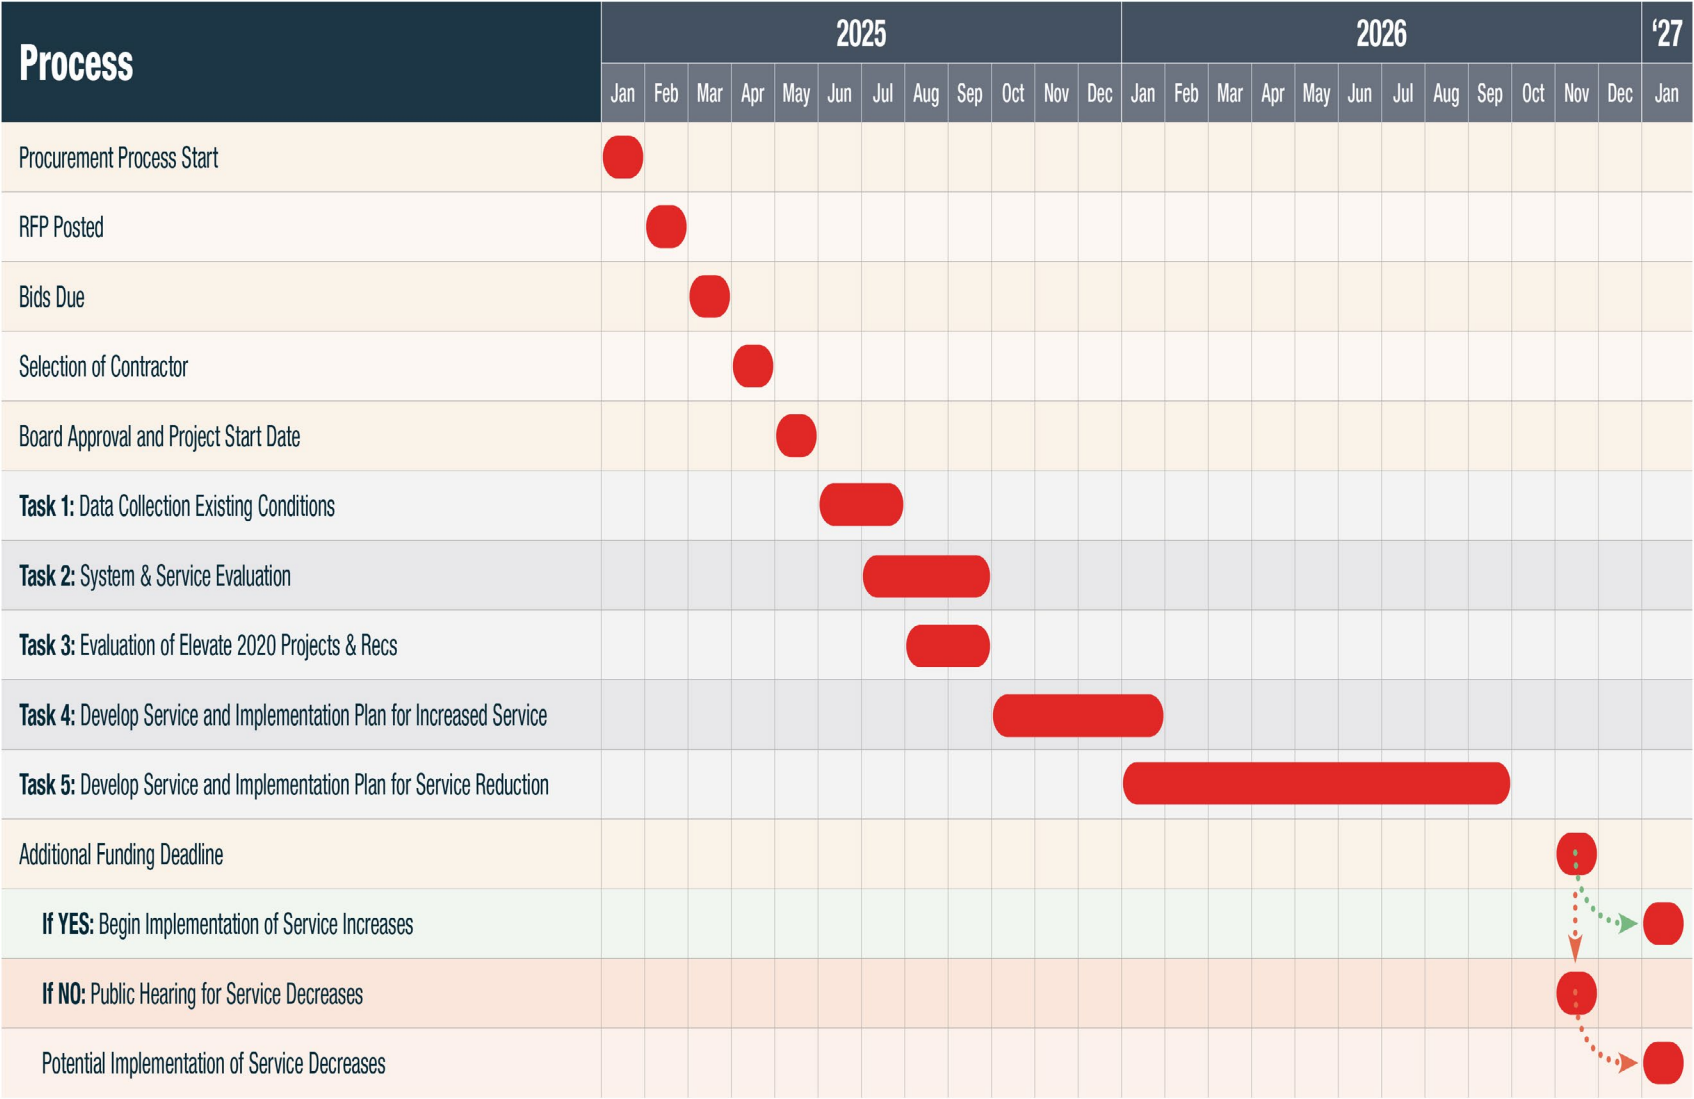 Process
2025
2026
‘27
Jan Feb Mar Apr May Jun Jul Aug Sep Oct Nov Dec Jan Feb Mar Apr May Jun Jul Aug Sep Oct Nov Dec Jan
Procurement Process Start
RFP Posted
Bids Due
Selection of Contractor
Board Approval and Project Start Date
Task 1: Data Collection Existing Conditions
Task 2: System & Service Evaluation
Task 3: Evaluation of Elevate 2020 Projects & Recs
Task 4: Develop Service and Implementation Plan for Increased Service
Task 5: Develop Service and Implementation Plan for Service Reduction
Additional Funding Deadline
If YES: Begin Implementation of Service Increases
If NO: Public Hearing for Service Decreases
Potential Implementation of Service Decreases